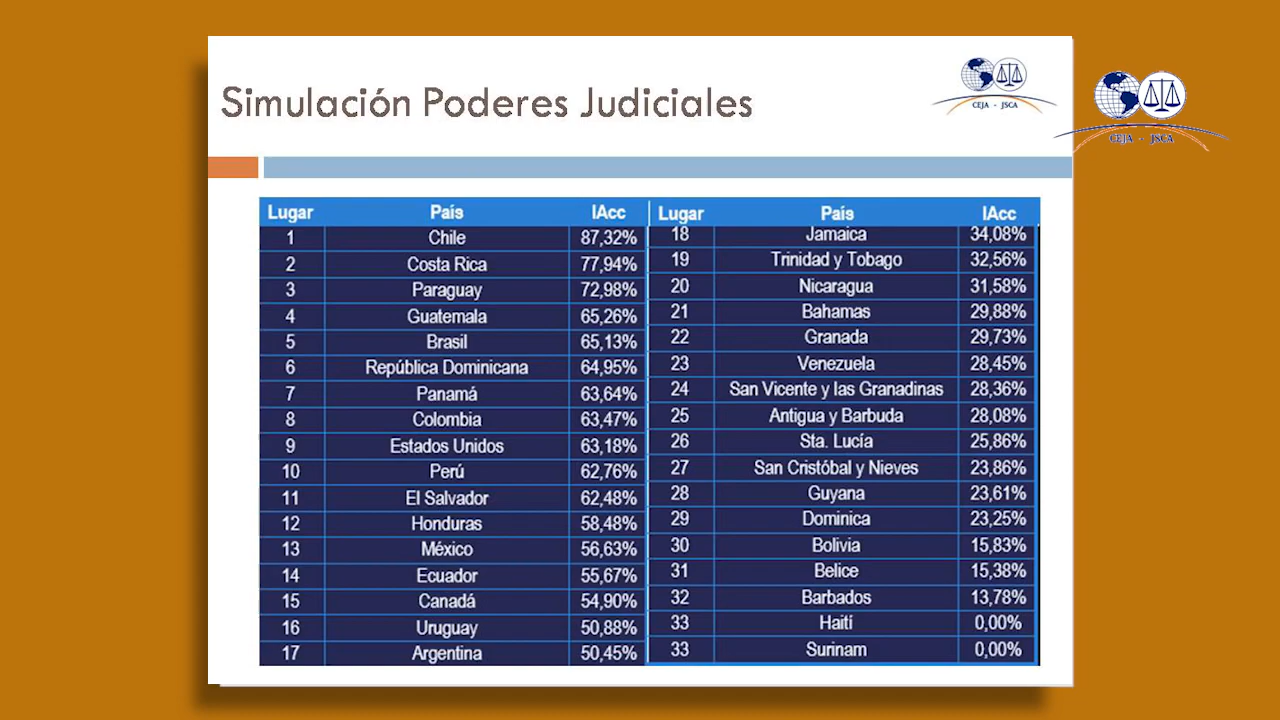 Simulación Poderes Judiciales
CEJA - JSCA
CEJA - JSCA
Lugar País IAcc
1 Chile 87,32%
2 Costa Rica 77,94%
3 Paraguay 72,98%
4 Guatemala 65,26%
5 Brasil 65,13%
6 República Dominicana 64,95%
7 Panamá 63,64%
8 Colombia 63,47%
9 Estados Unidos 63,18%
10 Perú 62,76%
11 El Salvador 62,48%
12 Honduras 58,48%
13 México 56,63%
14 Ecuador 55,67%
15 Canadá 54,90%
16 Uruguay 50,88%
17 Argentina 50,45%
Lugar País IAcc
18 Jamaica 34,08%
19 Trinidad y Tobago 32,56%
20 Nicaragua 31,58%
21 Bahamas 29,88%
22 Granada 29,73%
23 Venezuela 28,45%
24 San Vicente y las Granadinas 28,36%
25 Antigua y Barbuda 28,08%
26 Sta. Lucía 25,86%
27 San Cristóbal y Nieves 23,86%
28 Guyana 23,61%
29 Dominica 23,25%
30 Bolivia 15,83%
31 Belice 15,38%
32 Barbados 13,78%
33 Haití 0,00%
33 Surinam 0,00%